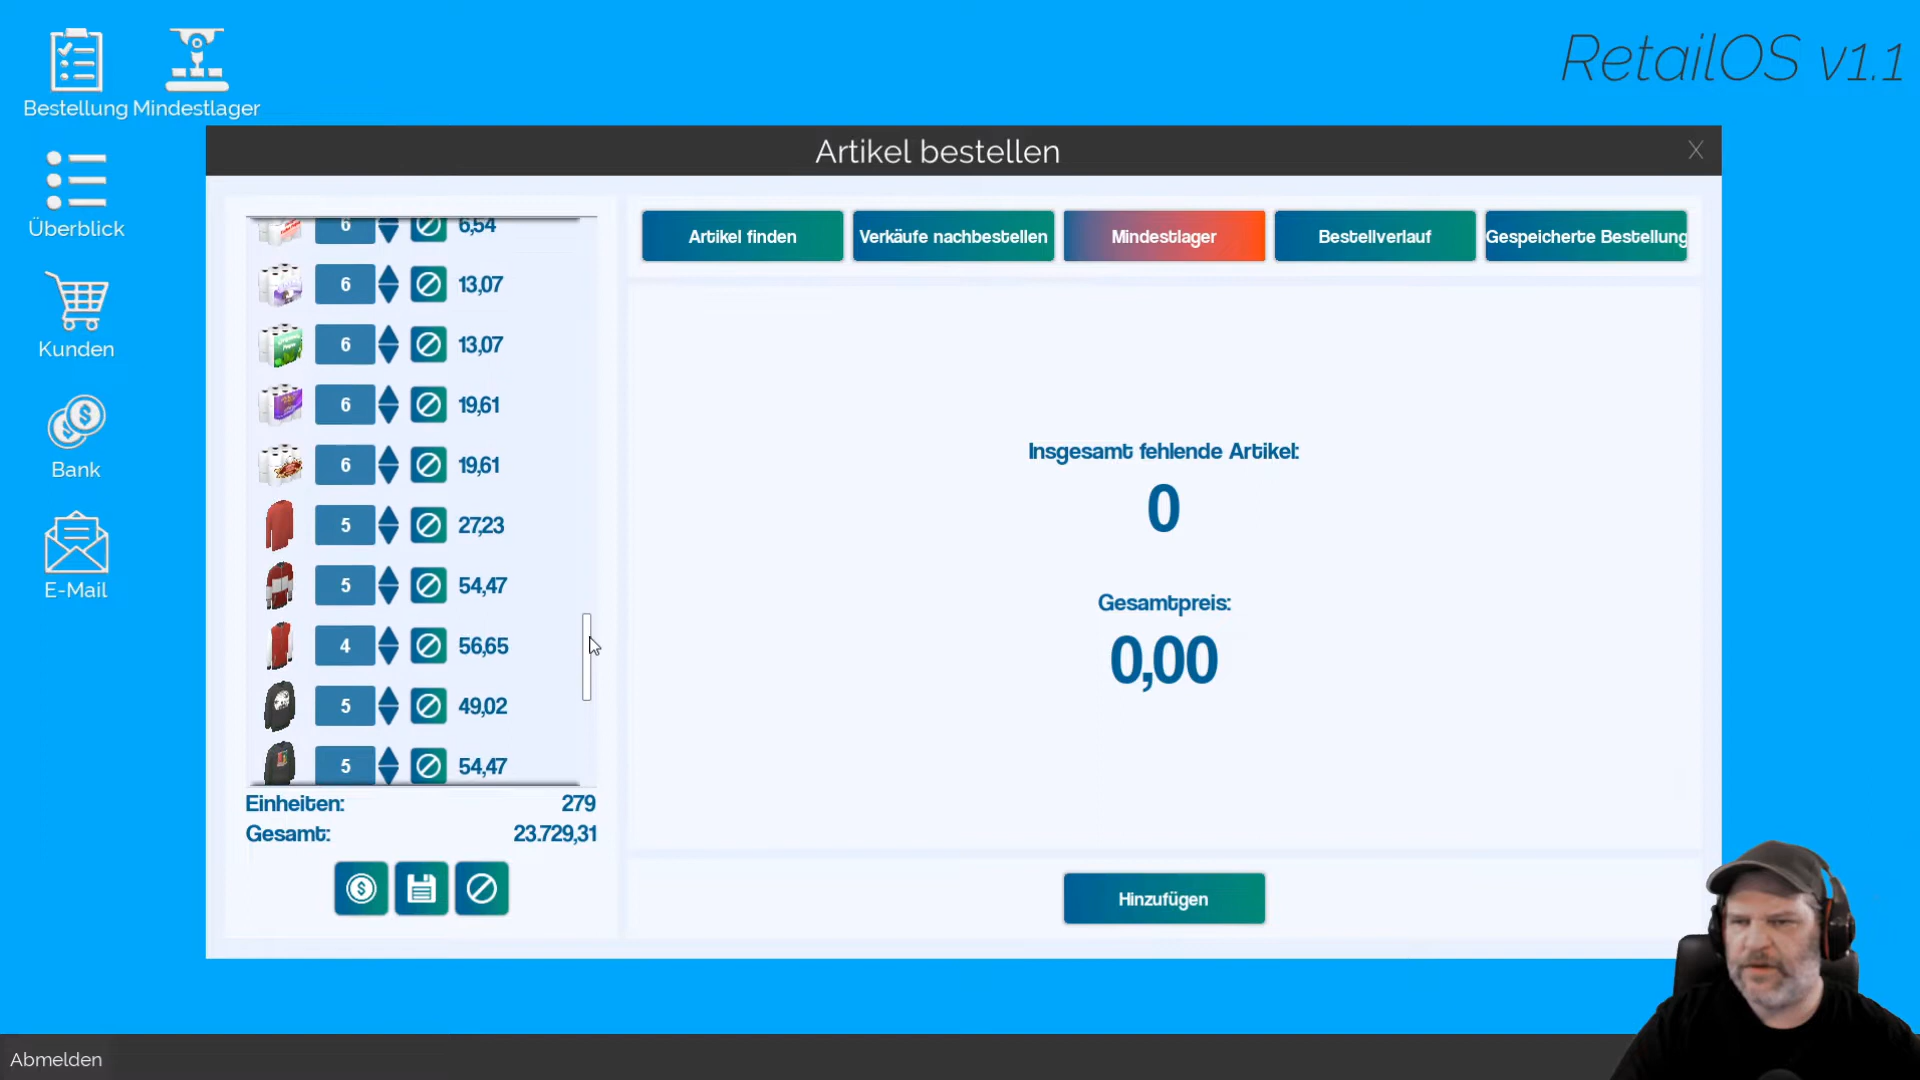 RetailOS v1.1
Bestellung
Mindestlager
Überblick
Kunden
Bank
E-Mail
Artikel bestellen
X
6 6,54
6 13,07
6 13,07
6 19,61
6 19,61
5 27,23
5 54,47
4 56,65
5 49,02
5 54,47
Einheiten: 279
Gesamt: 23.729,31
Artikel finden
Verkäufe nachbestellen
Mindestlager
Bestellverlauf
Gespeicherte Bestellung
Insgesamt fehlende Artikel:
0
Gesamtpreis:
0,00
Hinzufügen
Abmelden